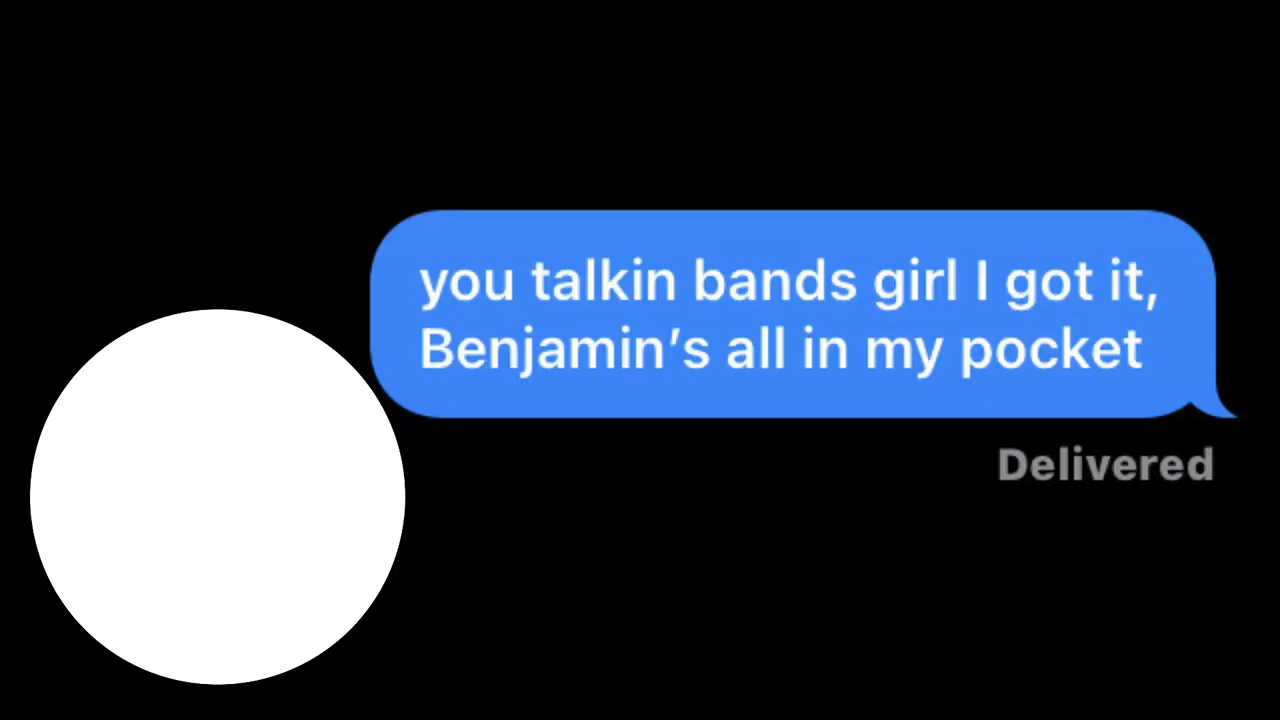 you talkin bands girl I got it,
Benjamin’s all in my pocket
Delivered